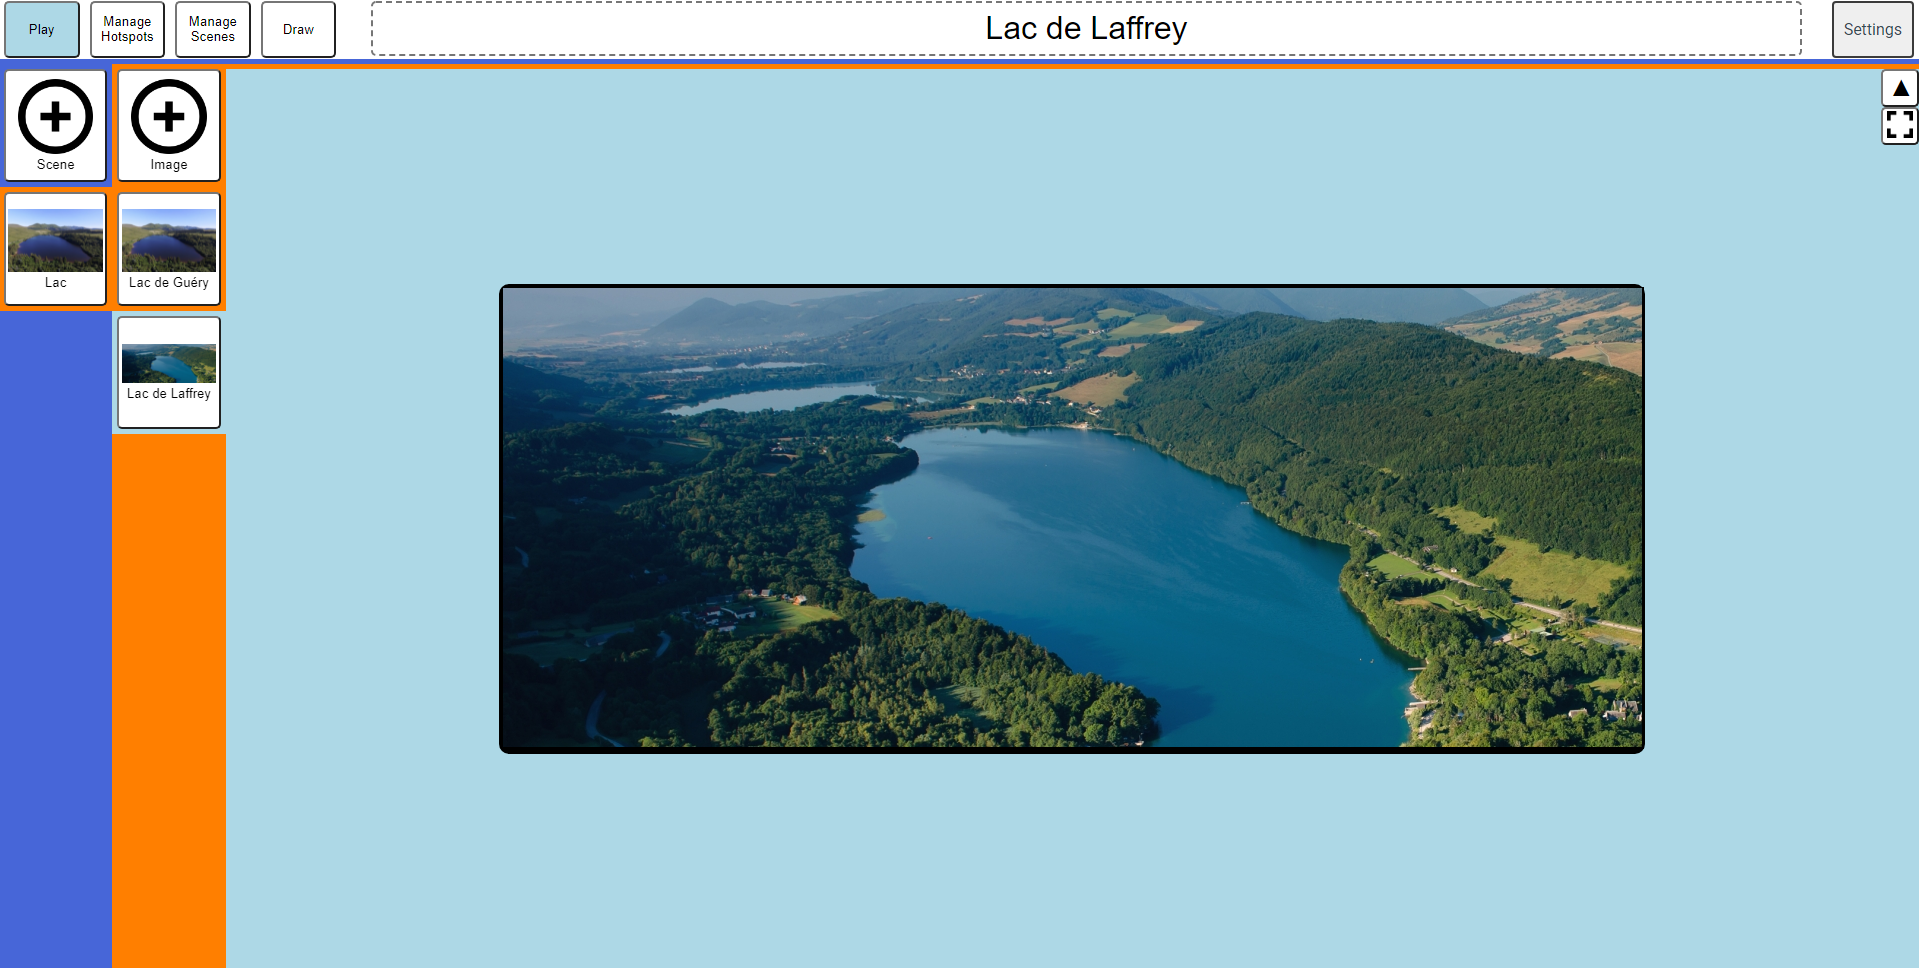 Play
Manage
Hotspots
Manage
Scenes
Draw
Lac de Laffrey
Settings
Scene
Image
Lac
Lac de Guéry
Lac de Laffrey